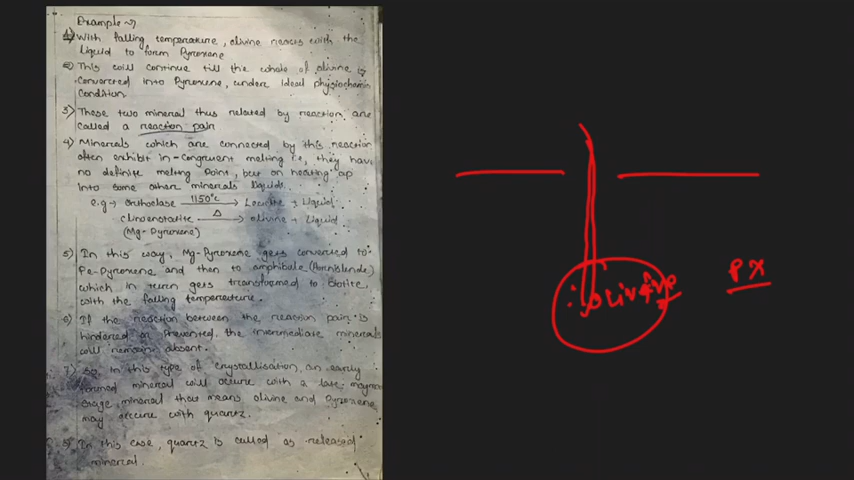 Example ~)
1) With falling temperature, olivine reacts with the
liquid to form Pyroxene
2) This will continue till the whole of olivine is
converted into Pyroxene, under Ideal physiochemic
condition
3) These two mineral thus related by reaction are
called a reaction pair
4) Minerals which are connected by this reaction
often exhibit in-congruent melting i.e, they have
no definite melting point, but on heating
into some other minerals liquids.
e.g → Orthoclase 1150°C → Leucite + Liquid
Clinoenstatite Δ → olivine + Liquid
(Mg-Pyroxene)
5) In this way, Mg-Pyroxene gets converted to
Fe-Pyroxene and then to amphibole (Hornblende)
which in turn gets transformed to Biotite
with the falling temperature.
6) If the reaction between the reaction pair is
hindered or prevented, the intermediate minerals
will remain absent.
7) So in this type of crystallisation, an early
formed mineral will occure with a late magma
stage mineral that means olivine and Pyroxene
may occure with quartz.
8) In this case, quartz is called as released
mineral.
Olivine
PX